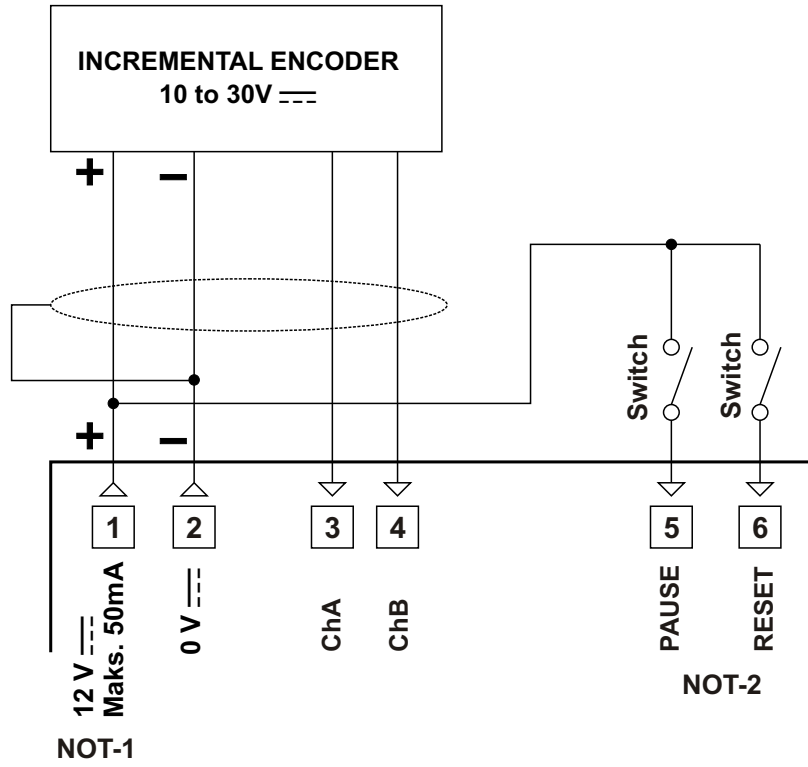 INCREMENTAL ENCODER
10 to 30V
+ –
Switch
Switch
+ –
1 2 3 4 5 6
12 V
Maks. 50mA
0 V
ChA
ChB
PAUSE
RESET
NOT-1
NOT-2